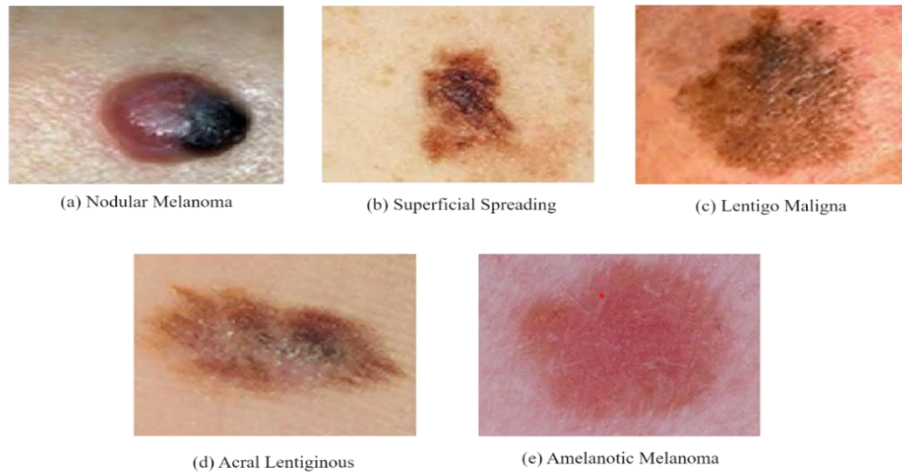 (a) Nodular Melanoma
(b) Superficial Spreading
(c) Lentigo Maligna
(d) Acral Lentiginous
(e) Amelanotic Melanoma